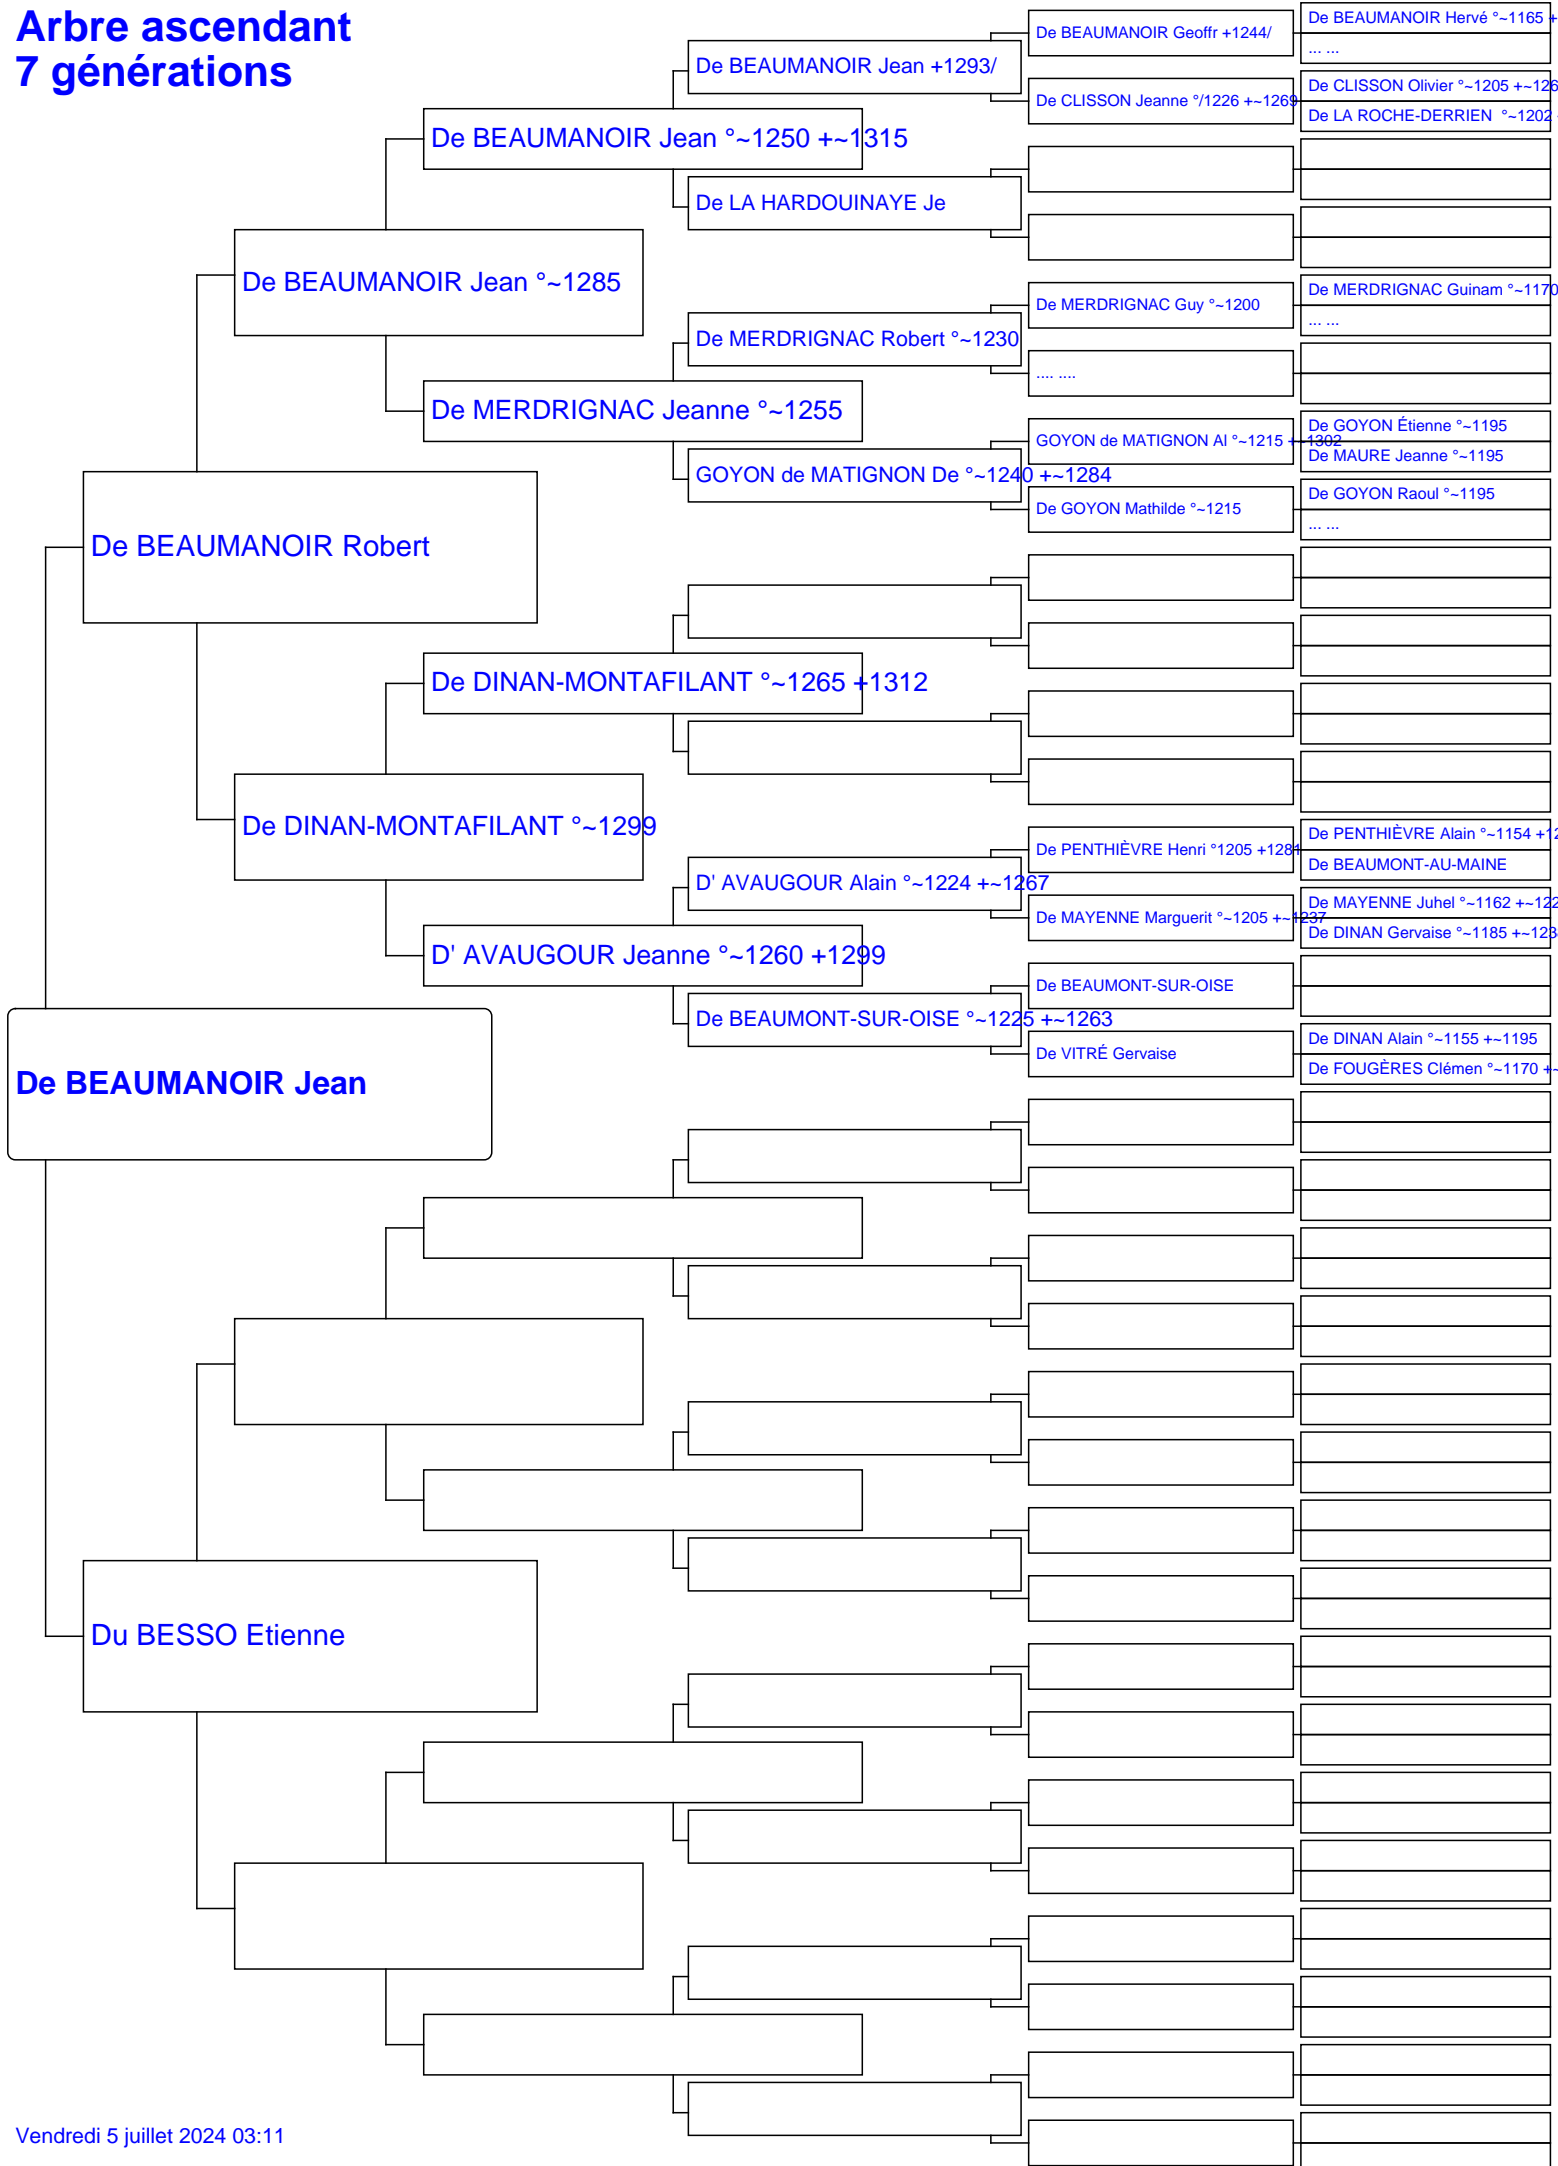 Arbre ascendant
7 générations
De BEAUMANOIR Jean
De BEAUMANOIR Robert
Du BESSO Etienne
De BEAUMANOIR Jean °~1285
De DINAN-MONTAFILANT °~1299
De BEAUMANOIR Jean °~1250 +~1315
De MERDRIGNAC Jeanne °~1255
De DINAN-MONTAFILANT °~1265 +1312
D' AVAUGOUR Jeanne °~1260 +1299
De BEAUMANOIR Jean +1293/
De LA HARDOUINAYE Je
De MERDRIGNAC Robert °~1230
GOYON de MATIGNON De °~1240 +~1284
D' AVAUGOUR Alain °~1224 +~1267
De BEAUMONT-SUR-OISE °~1225 +~1263
De BEAUMANOIR Geoffr +1244/
De CLISSON Jeanne °/1226 +~1269
De MERDRIGNAC Guy °~1200
.... ....
GOYON de MATIGNON Al °~1215 +~1302
De GOYON Mathilde °~1215
De PENTHIÈVRE Henri °1205 +1281
De MAYENNE Marguerit °~1205 +~1237
De BEAUMONT-SUR-OISE
De VITRÉ Gervaise
De BEAUMANOIR Hervé °~1165 +
... ...
De CLISSON Olivier °~1205 +~126
De LA ROCHE-DERRIEN °~1202
De MERDRIGNAC Guinam °~1170
... ...
De GOYON Étienne °~1195
De MAURE Jeanne °~1195
De GOYON Raoul °~1195
... ...
De PENTHIÈVRE Alain °~1154 +12
De BEAUMONT-AU-MAINE
De MAYENNE Juhel °~1162 +~122
De DINAN Gervaise °~1185 +~123
De DINAN Alain °~1155 +~1195
De FOUGÈRES Clémen °~1170 +~
Vendredi 5 juillet 2024 03:11